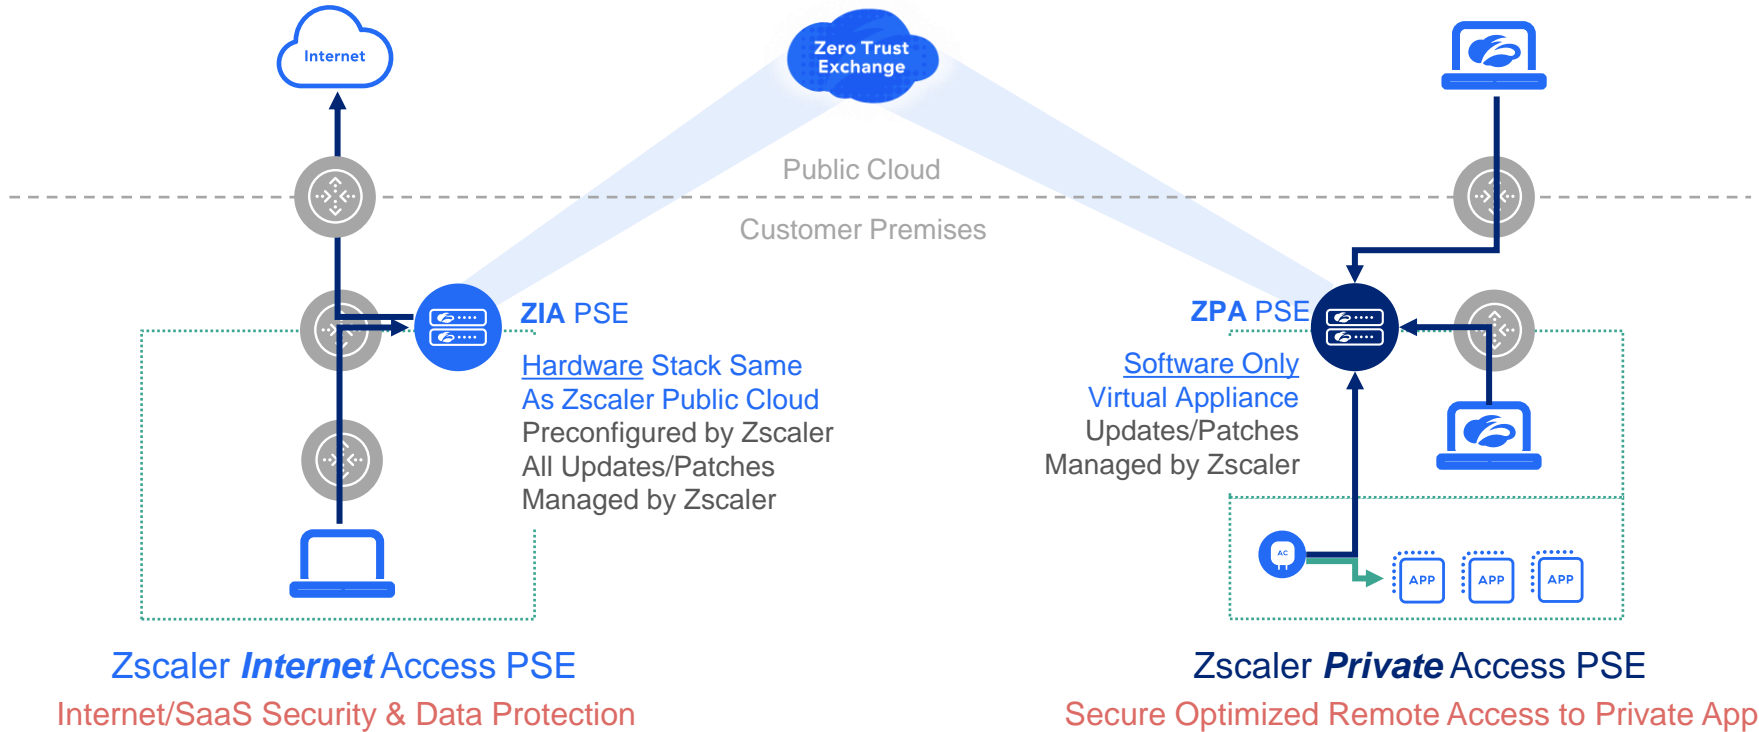 Internet
Zero Trust
Exchange
Public Cloud
Customer Premises
ZIA PSE
Hardware Stack Same
As Zscaler Public Cloud
Preconfigured by Zscaler
All Updates/Patches
Managed by Zscaler
ZPA PSE
Software Only
Virtual Appliance
Updates/Patches
Managed by Zscaler
AC
APP
APP
APP
Zscaler Internet Access PSE
Internet/SaaS Security & Data Protection
Zscaler Private Access PSE
Secure Optimized Remote Access to Private App